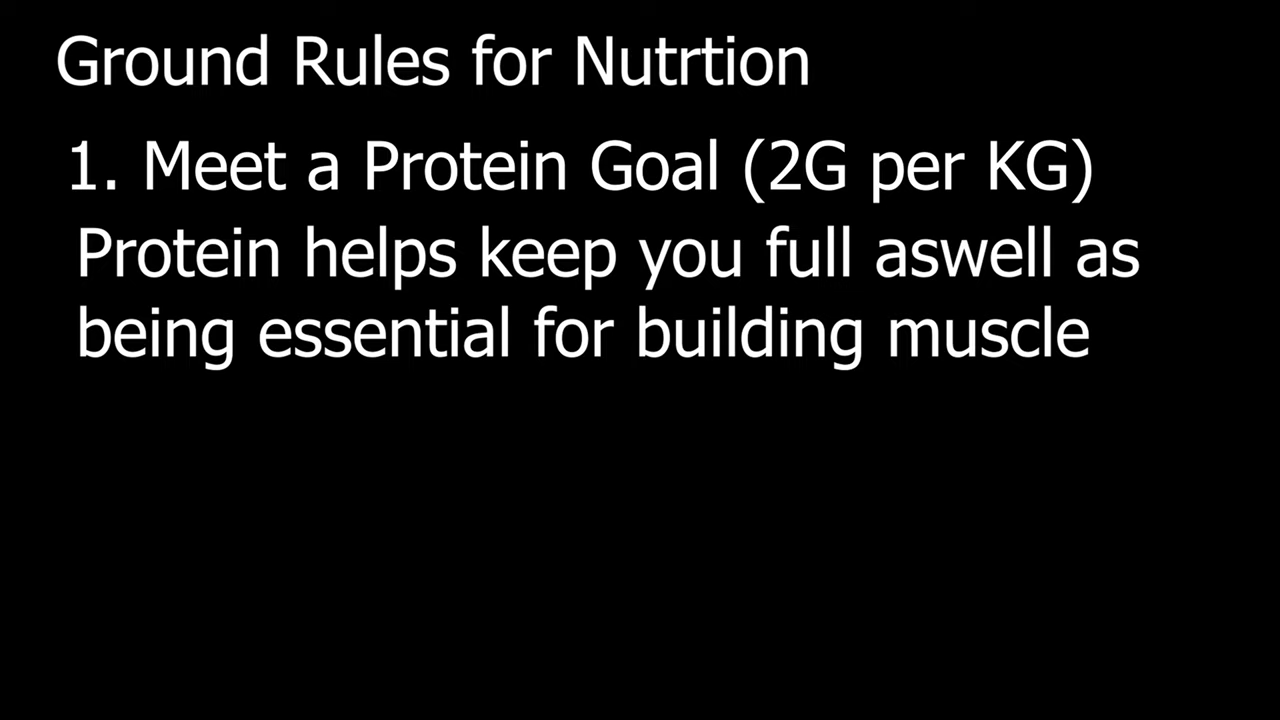 Ground Rules for Nutrtion
1. Meet a Protein Goal (2G per KG)
Protein helps keep you full aswell as
being essential for building muscle